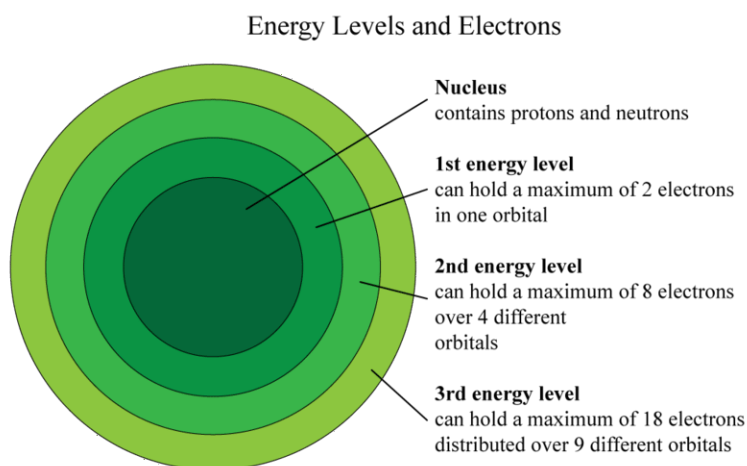 Energy Levels and Electrons
Nucleus
contains protons and neutrons
1st energy level
can hold a maximum of 2 electrons
in one orbital
2nd energy level
can hold a maximum of 8 electrons
over 4 different
orbitals
3rd energy level
can hold a maximum of 18 electrons
distributed over 9 different orbitals